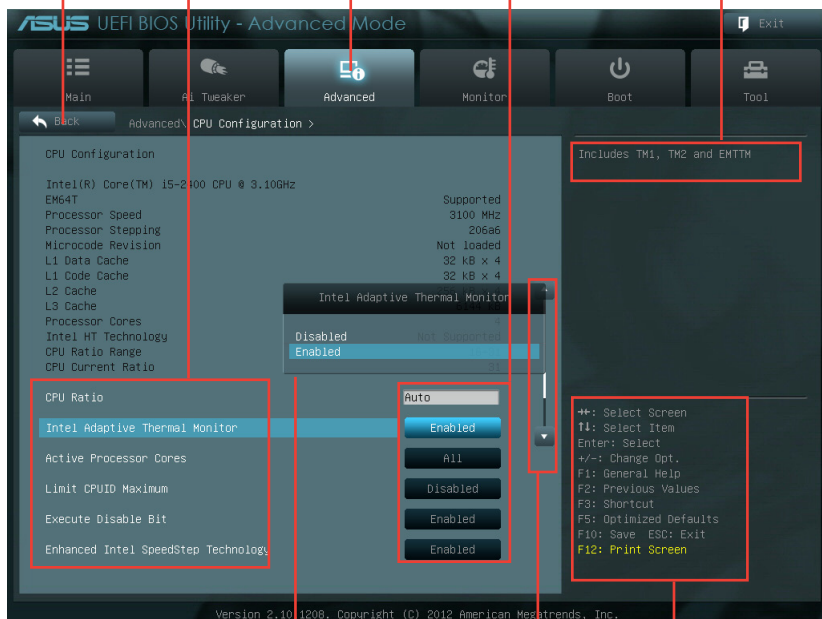 ASUS UEFI BIOS Utility - Advanced Mode
Exit
Main
Ai Tweaker
Advanced
Monitor
Boot
Tool
Back
Advanced\ CPU Configuration >
CPU Configuration
Intel(R) Core(TM) i5-2400 CPU @ 3.10GHz
EM64T Supported
Processor Speed 3100 MHz
Processor Stepping 206a6
Microcode Revision Not loaded
L1 Data Cache 32 kB x 4
L1 Code Cache 32 kB x 4
L2 Cache
L3 Cache
Processor Cores
Intel HT Technology Not Supported
CPU Ratio Range
CPU Current Ratio
Intel Adaptive Thermal Monitor
Disabled
Enabled
CPU Ratio Auto
Intel Adaptive Thermal Monitor Enabled
Active Processor Cores All
Limit CPUID Maximum Disabled
Execute Disable Bit Enabled
Enhanced Intel SpeedStep Technology Enabled
Includes TM1, TM2 and EMTTM
→←: Select Screen
↑↓: Select Item
Enter: Select
+/-: Change Opt.
F1: General Help
F2: Previous Values
F3: Shortcut
F5: Optimized Defaults
F10: Save ESC: Exit
F12: Print Screen
Version 2.10.1208. Copyright (C) 2012 American Megatrends, Inc.